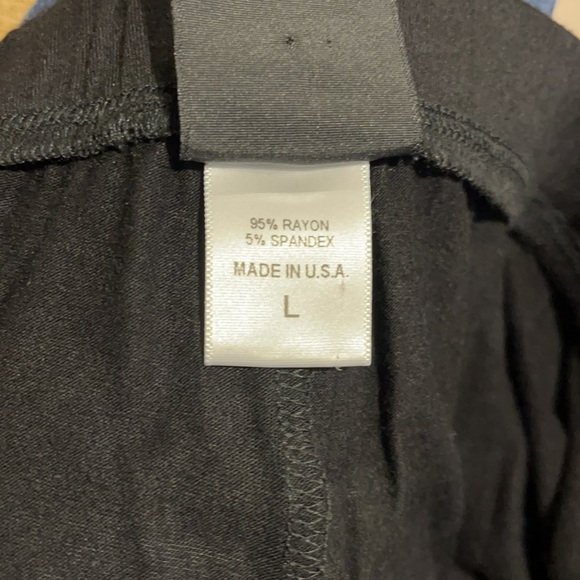 95% RAYON
5% SPANDEX
MADE IN U.S.A.
L